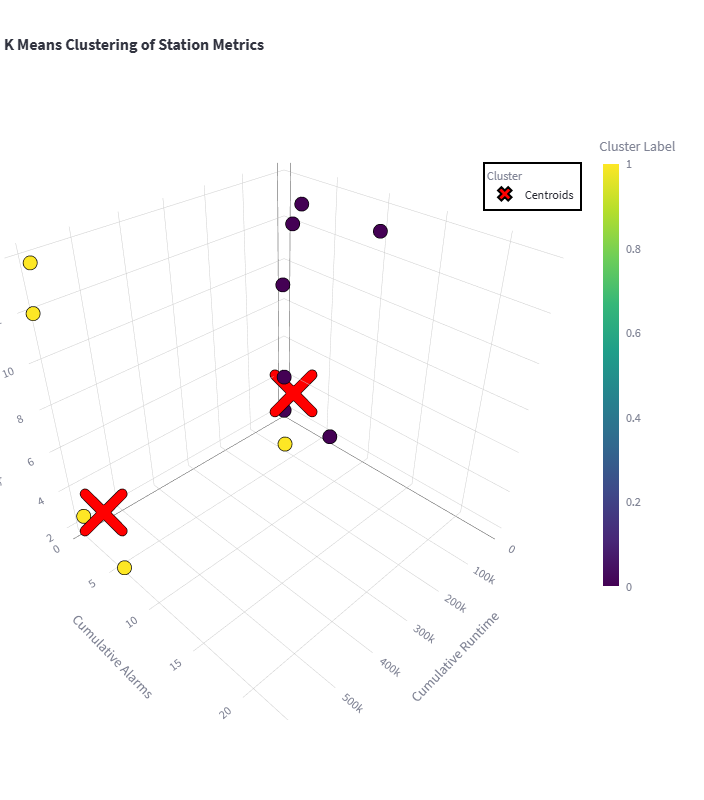 K Means Clustering of Station Metrics
Cluster Label
Cluster
Centroids
1
0.8
0.6
0.4
0.2
0
10
8
6
4
2
0
5
10
15
20
Cumulative Alarms
0
100k
200k
300k
400k
500k
Cumulative Runtime